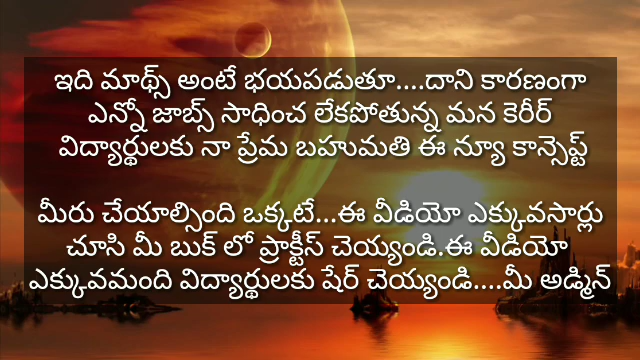 ఇది మాథ్స్ అంటే భయపడుతూ....దాని కారణంగా
ఎన్నో జాబ్స్ సాధించ లేకపోతున్న మన కెరీర్
విద్యార్థులకు నా ప్రేమ బహుమతి ఈ న్యూ కాన్సెప్ట్
మీరు చేయాల్సింది ఒక్కటే...ఈ వీడియో ఎక్కువసార్లు
చూసి మీ బుక్ లో ప్రాక్టీస్ చెయ్యండి.ఈ వీడియో
ఎక్కువమంది విద్యార్థులకు షేర్ చెయ్యండి....మీ అడ్మిన్